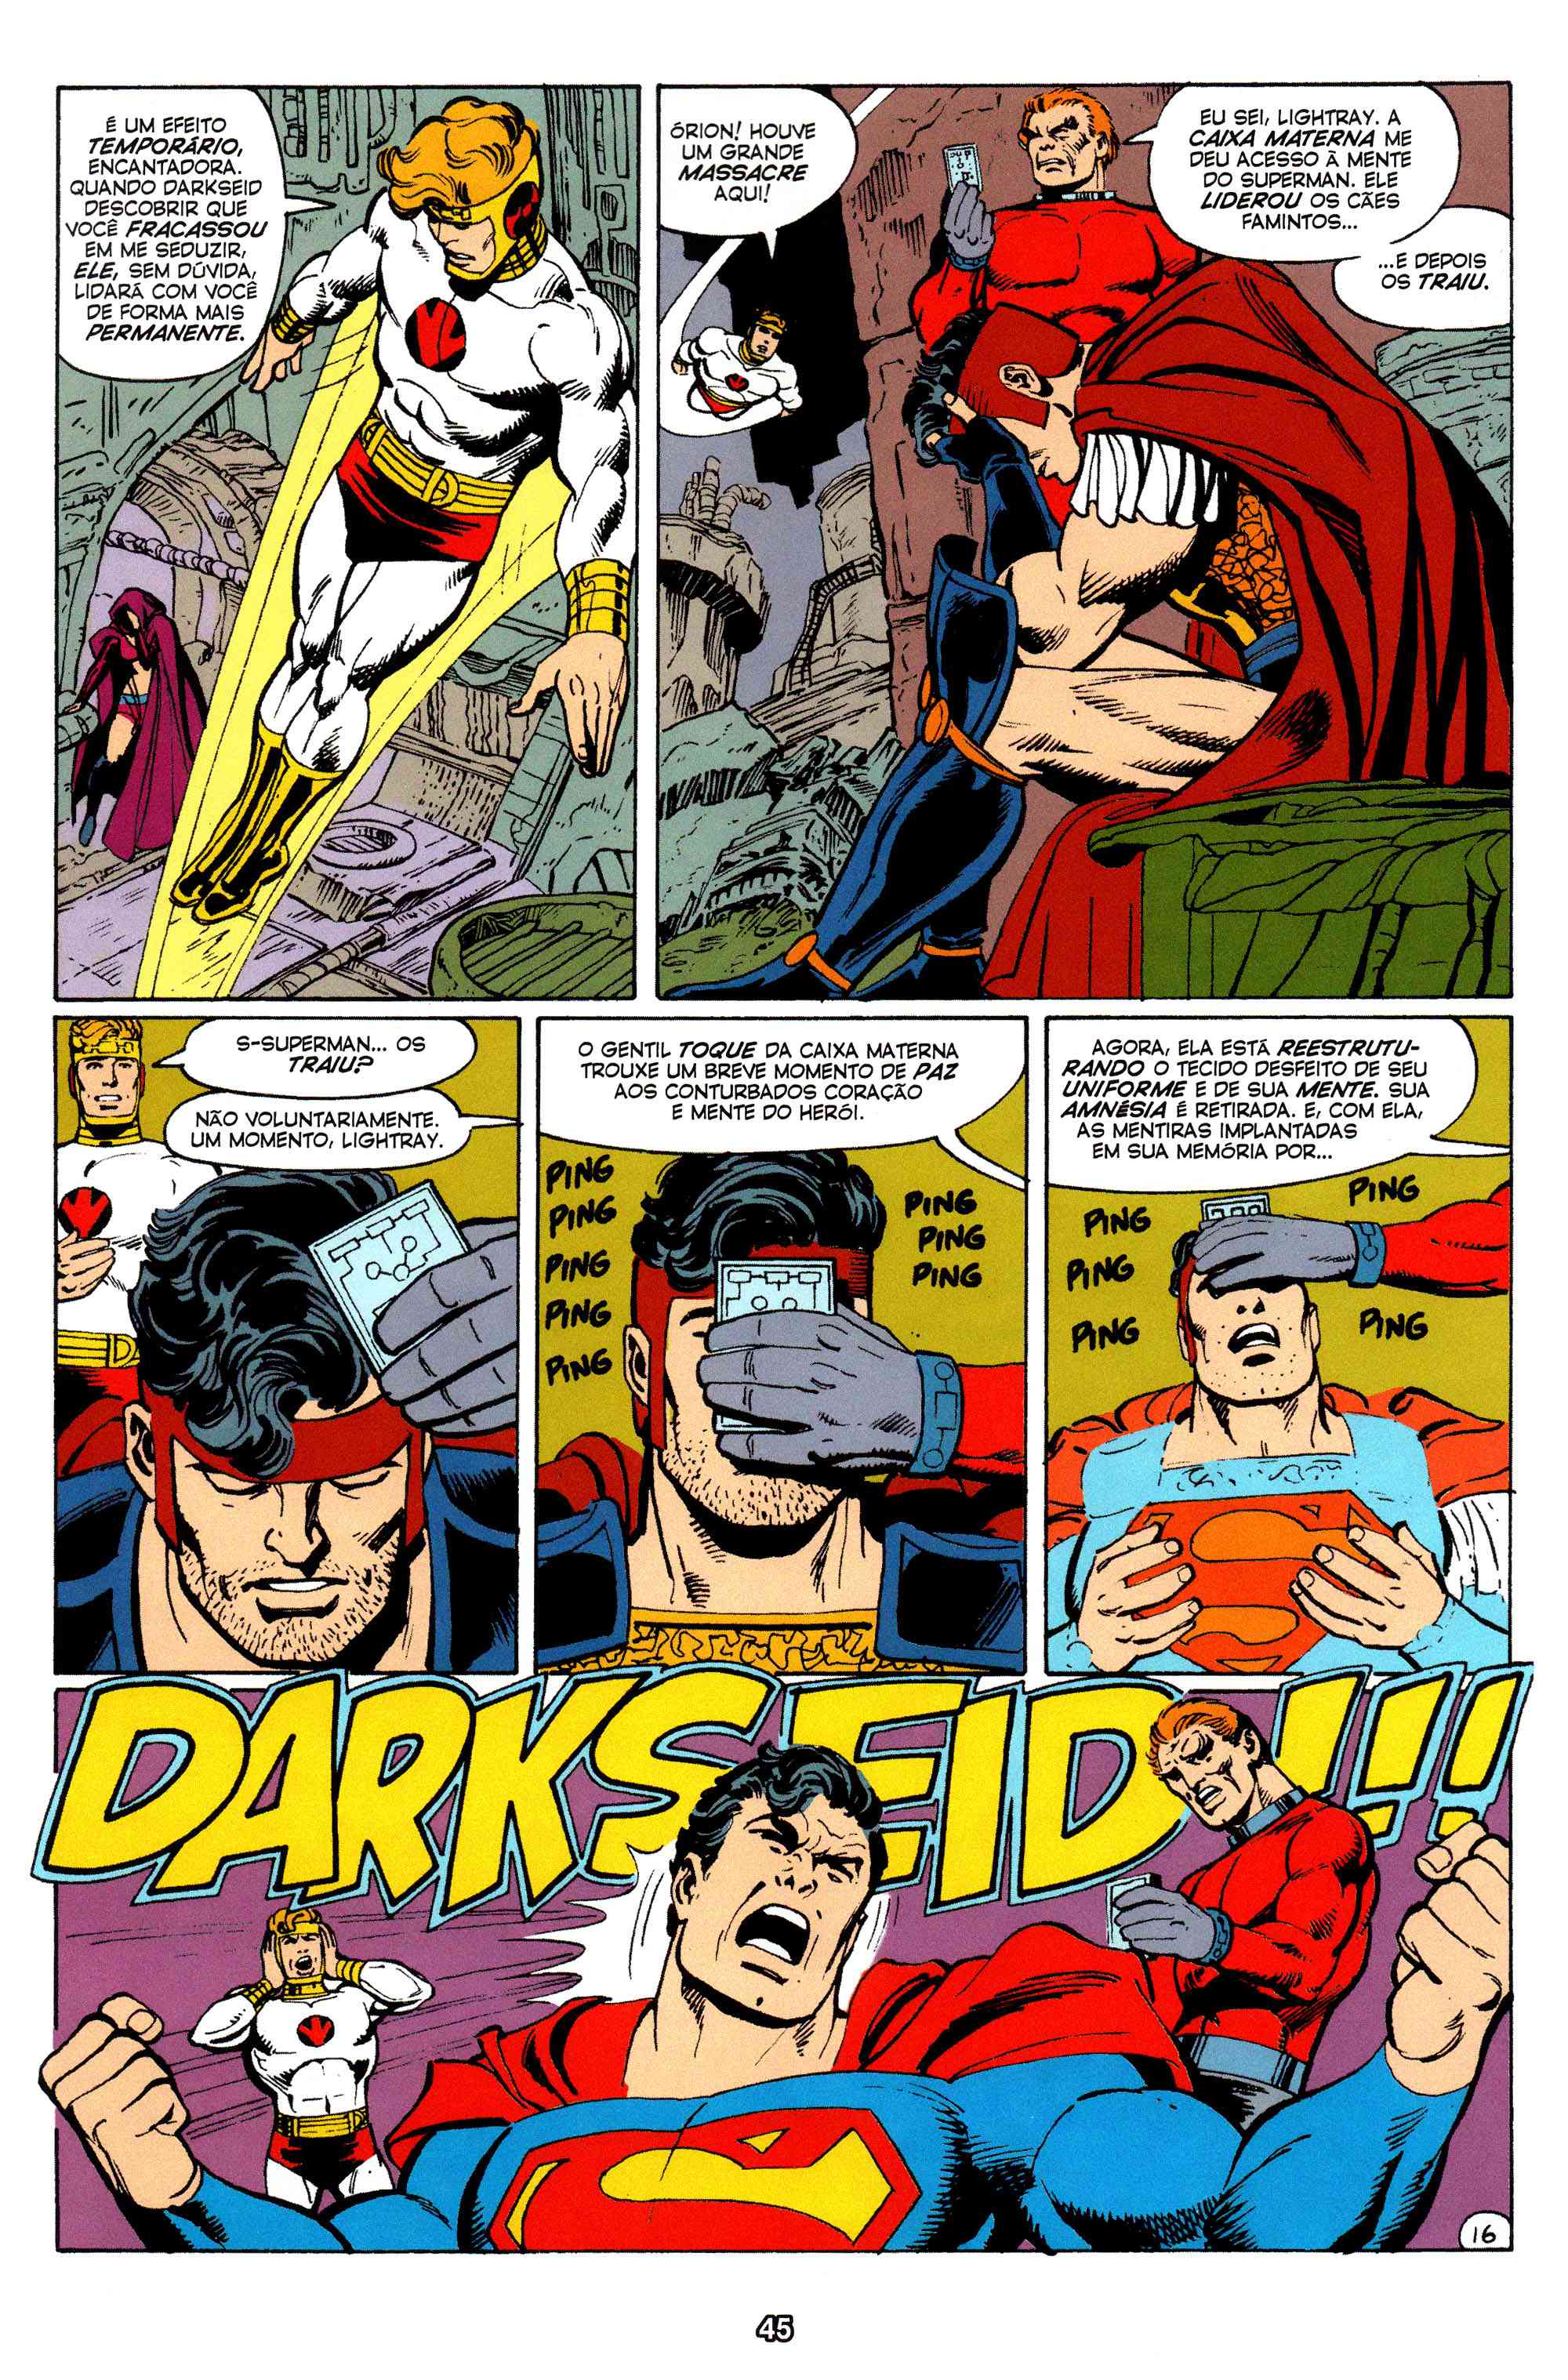 É UM EFEITO
TEMPORÁRIO,
ENCANTADORA.
QUANDO DARKSEID
DESCOBRIR QUE
VOCÊ FRACASSOU
EM ME SEDUZIR,
ELE, SEM DÚVIDA,
LIDARÁ COM VOCÊ
DE FORMA MAIS
PERMANENTE.
ÓRION! HOUVE
UM GRANDE
MASSACRE
AQUI!
EU SEI, LIGHTRAY. A
CAIXA MATERNA ME
DEU ACESSO À MENTE
DO SUPERMAN. ELE
LIDEROU OS CÃES
FAMINTOS...
...E DEPOIS
OS TRAIU.
S-SUPERMAN... OS
TRAIU?
NÃO VOLUNTARIAMENTE.
UM MOMENTO, LIGHTRAY.
O GENTIL TOQUE DA CAIXA MATERNA
TROUXE UM BREVE MOMENTO DE PAZ
AOS CONTURBADOS CORAÇÃO
E MENTE DO HERÓI.
PING
PING
PING
PING
PING
PING
PING
PING
AGORA, ELA ESTÁ REESTRUTU-
RANDO O TECIDO DESFEITO DE SEU
UNIFORME E DE SUA MENTE. SUA
AMNÉSIA É RETIRADA. E, COM ELA,
AS MENTIRAS IMPLANTADAS
EM SUA MEMÓRIA POR...
PING
PING
PING
PING
PING
DARKSEID!!!
16
45